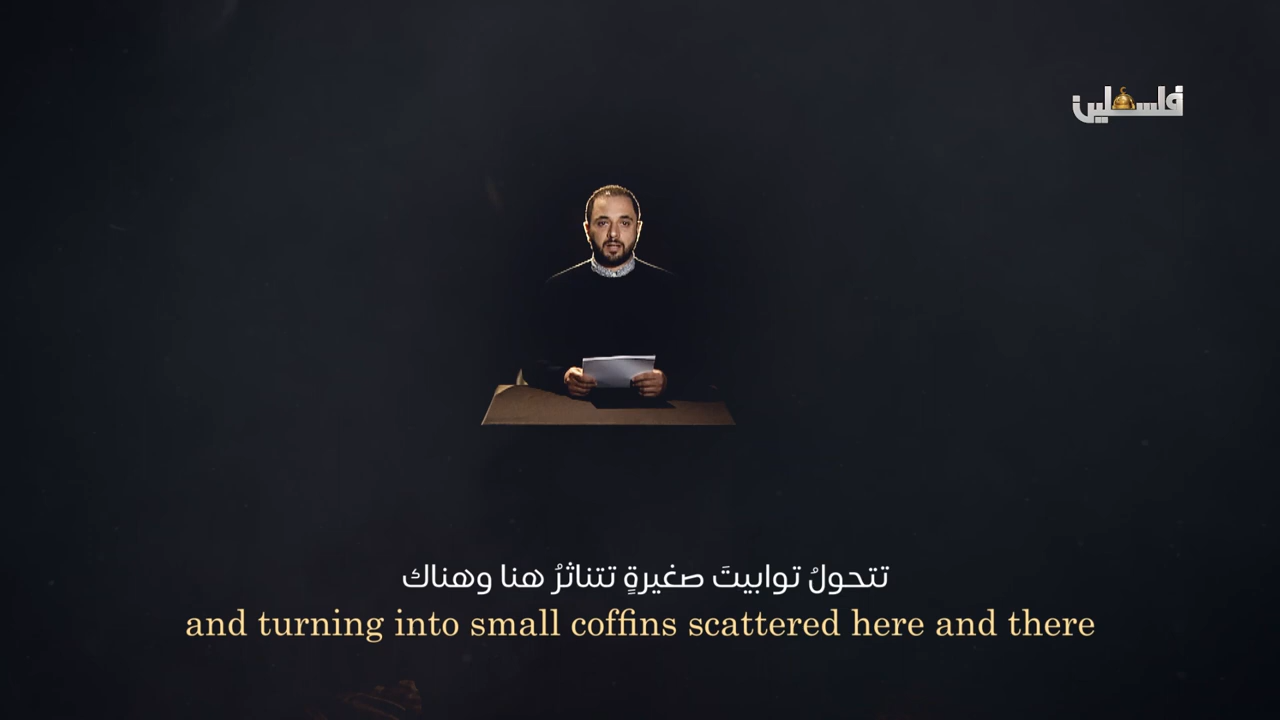 فلسطين
تتحولُ توابيتَ صغيرةٍ تتناثرُ هنا وهناك
and turning into small coffins scattered here and there